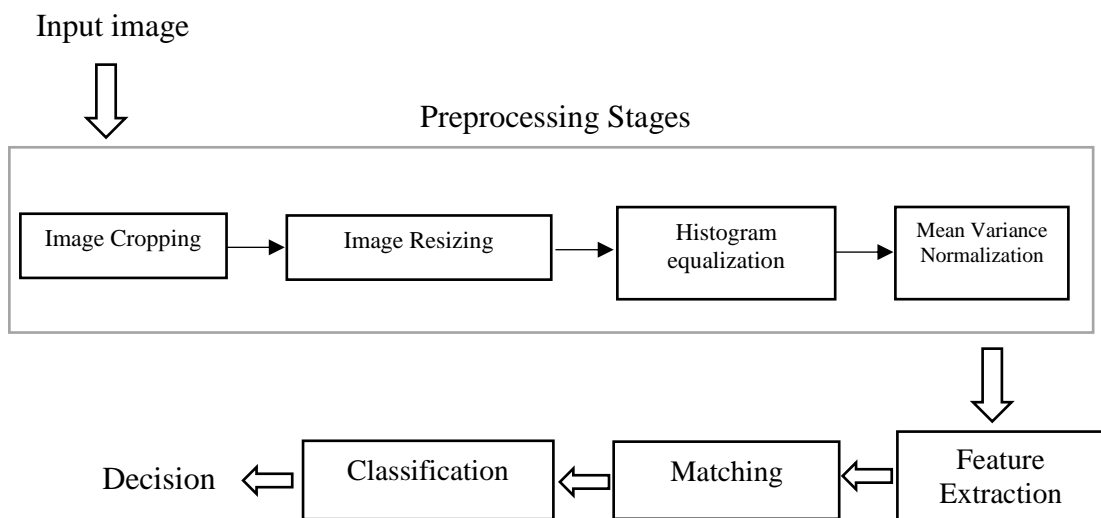 Input image
Preprocessing Stages
Image Cropping
Image Resizing
Histogram
equalization
Mean Variance
Normalization
Feature
Extraction
Matching
Classification
Decision